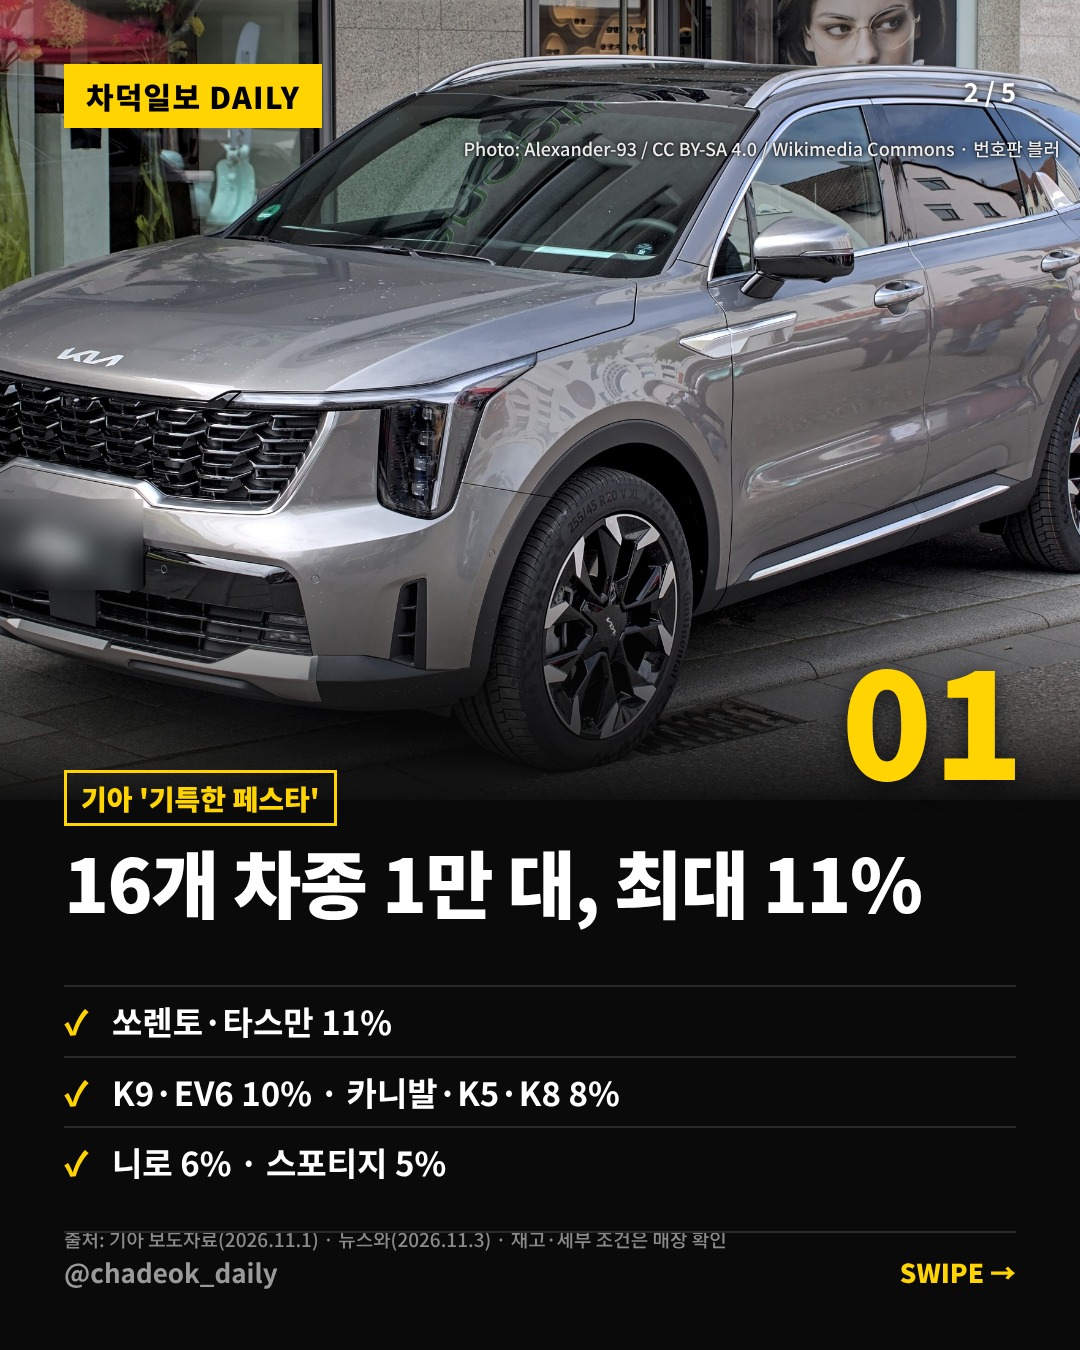 차덕일보 DAILY
2 / 5
Photo: Alexander-93 / CC BY-SA 4.0 / Wikimedia Commons · 번호판 블러
KIA
255/45 R 20 V XL
01
기아 '기특한 페스타'
16개 차종 1만 대, 최대 11%
✓ 쏘렌토·타스만 11%
✓ K9·EV6 10% · 카니발·K5·K8 8%
✓ 니로 6% · 스포티지 5%
출처: 기아 보도자료(2026.11.1) · 뉴스와(2026.11.3) · 재고·세부 조건은 매장 확인
@chadeok_daily
SWIPE →